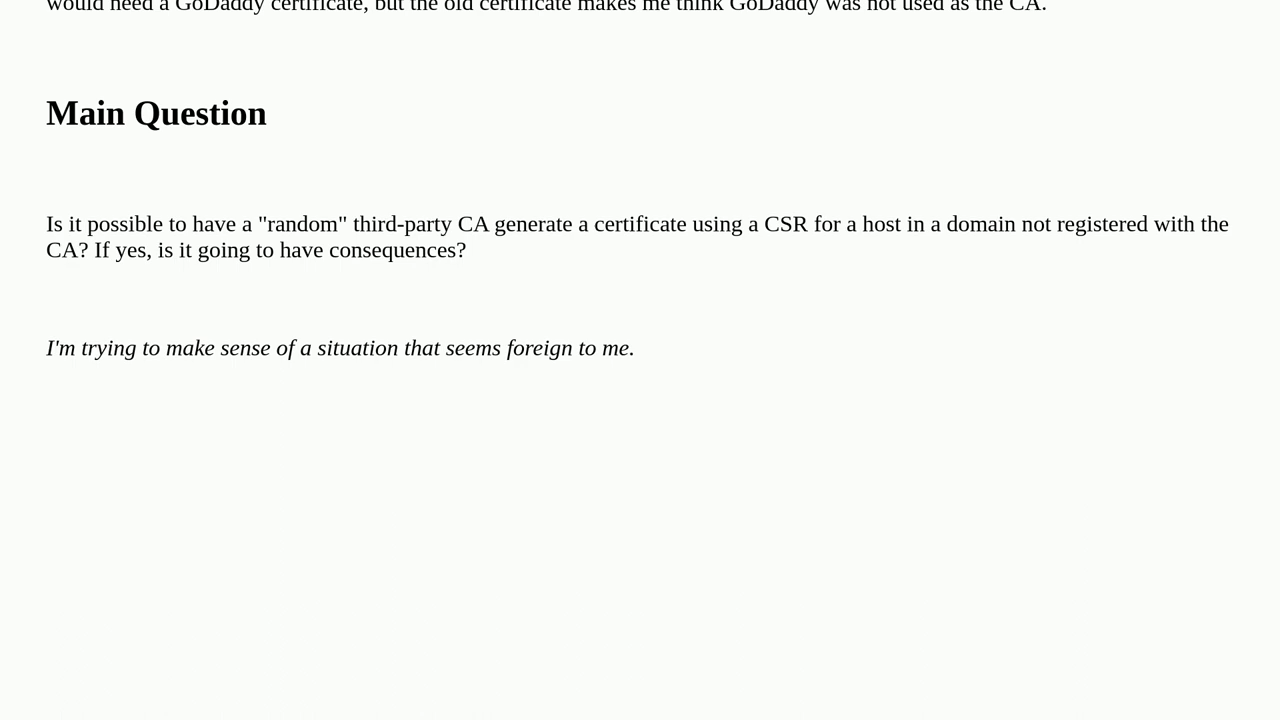 would need a GoDaddy certificate, but the old certificate makes me think GoDaddy was not used as the CA.
Main Question
Is it possible to have a "random" third-party CA generate a certificate using a CSR for a host in a domain not registered with the
CA? If yes, is it going to have consequences?
I'm trying to make sense of a situation that seems foreign to me.